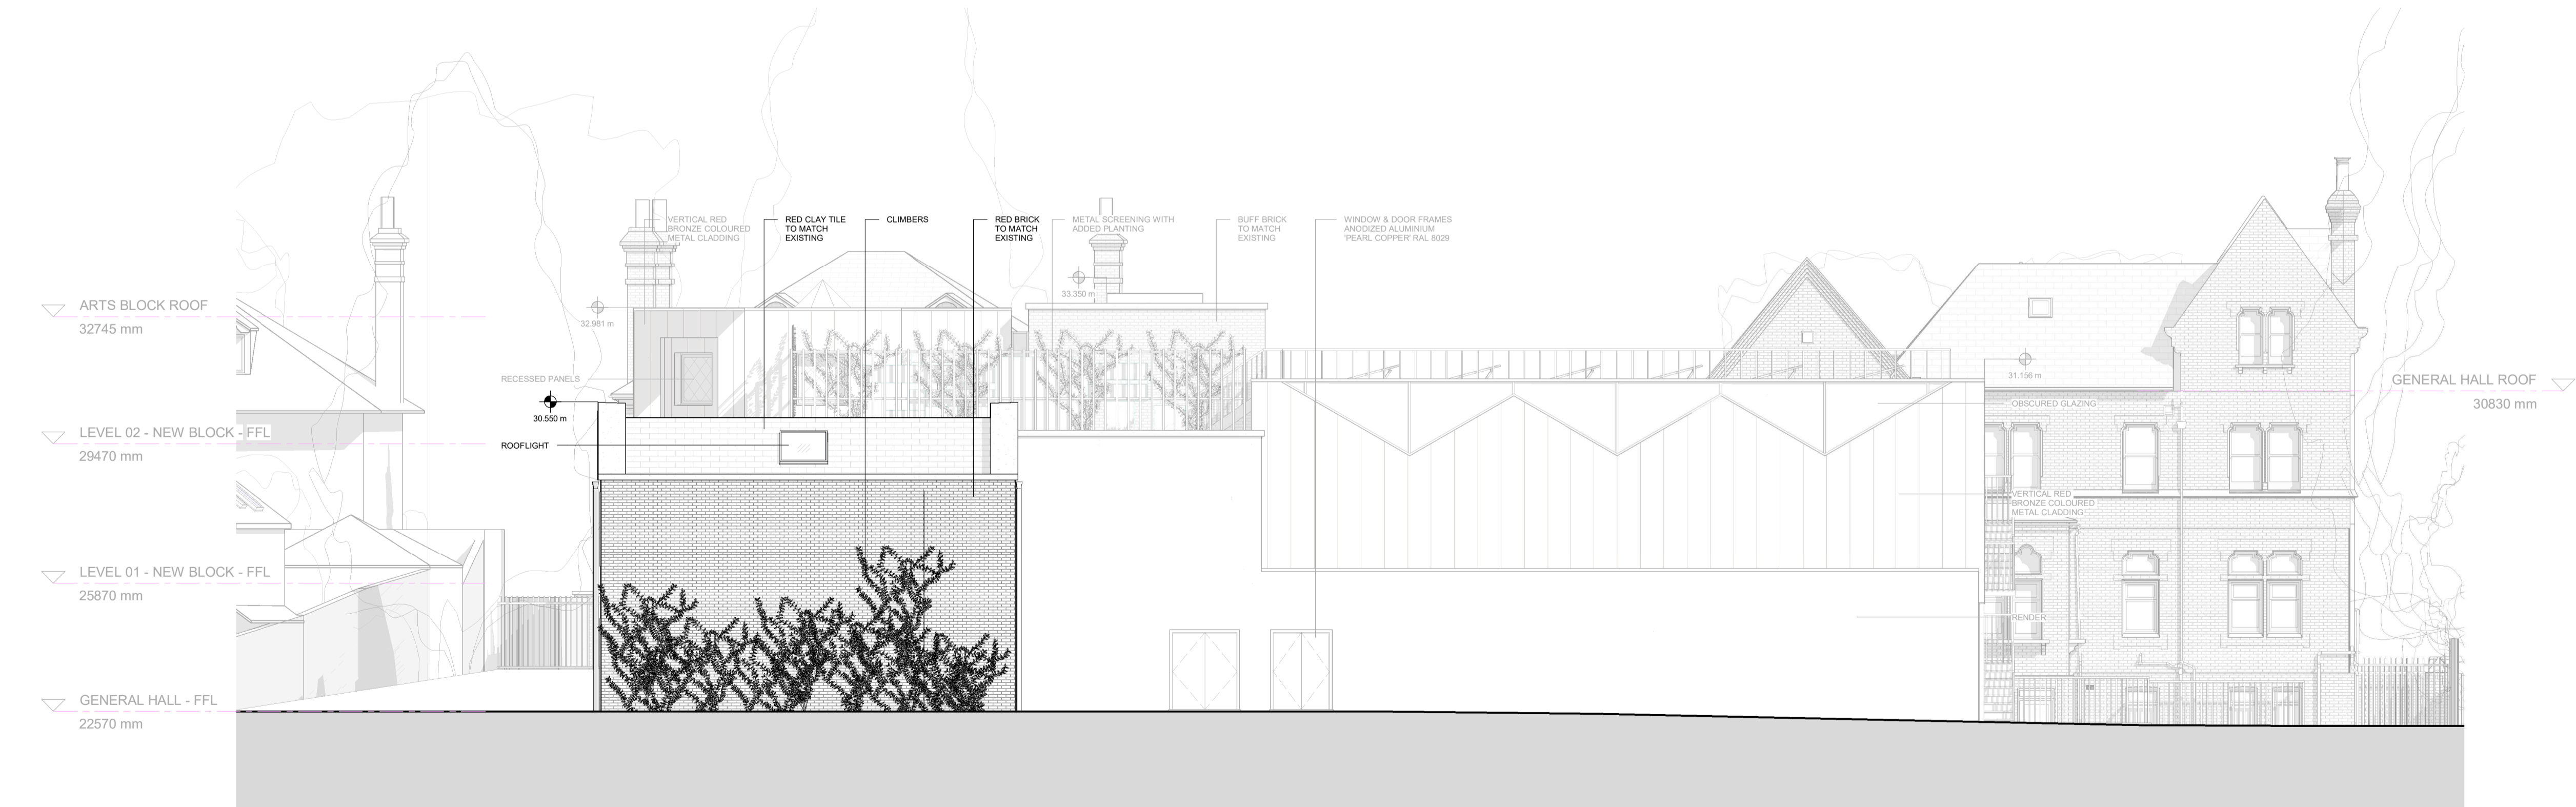 VERTICAL RED
BRONZE COLOURED
METAL CLADDING
RED CLAY TILE
TO MATCH
EXISTING
CLIMBERS
RED BRICK
TO MATCH
EXISTING
METAL SCREENING WITH
ADDED PLANTING
BUFF BRICK
TO MATCH
EXISTING
WINDOW & DOOR FRAMES
ANODIZED ALUMINIUM
'PEARL COPPER' RAL 8029
33.350 m
ARTS BLOCK ROOF
32745 mm
32.981 m
31.156 m
RECESSED PANELS
GENERAL HALL ROOF
30830 mm
OBSCURED GLAZING
30.550 m
LEVEL 02 - NEW BLOCK - FFL
29470 mm
ROOFLIGHT
VERTICAL RED
BRONZE COLOURED
METAL CLADDING
LEVEL 01 - NEW BLOCK - FFL
25870 mm
RENDER
GENERAL HALL - FFL
22570 mm